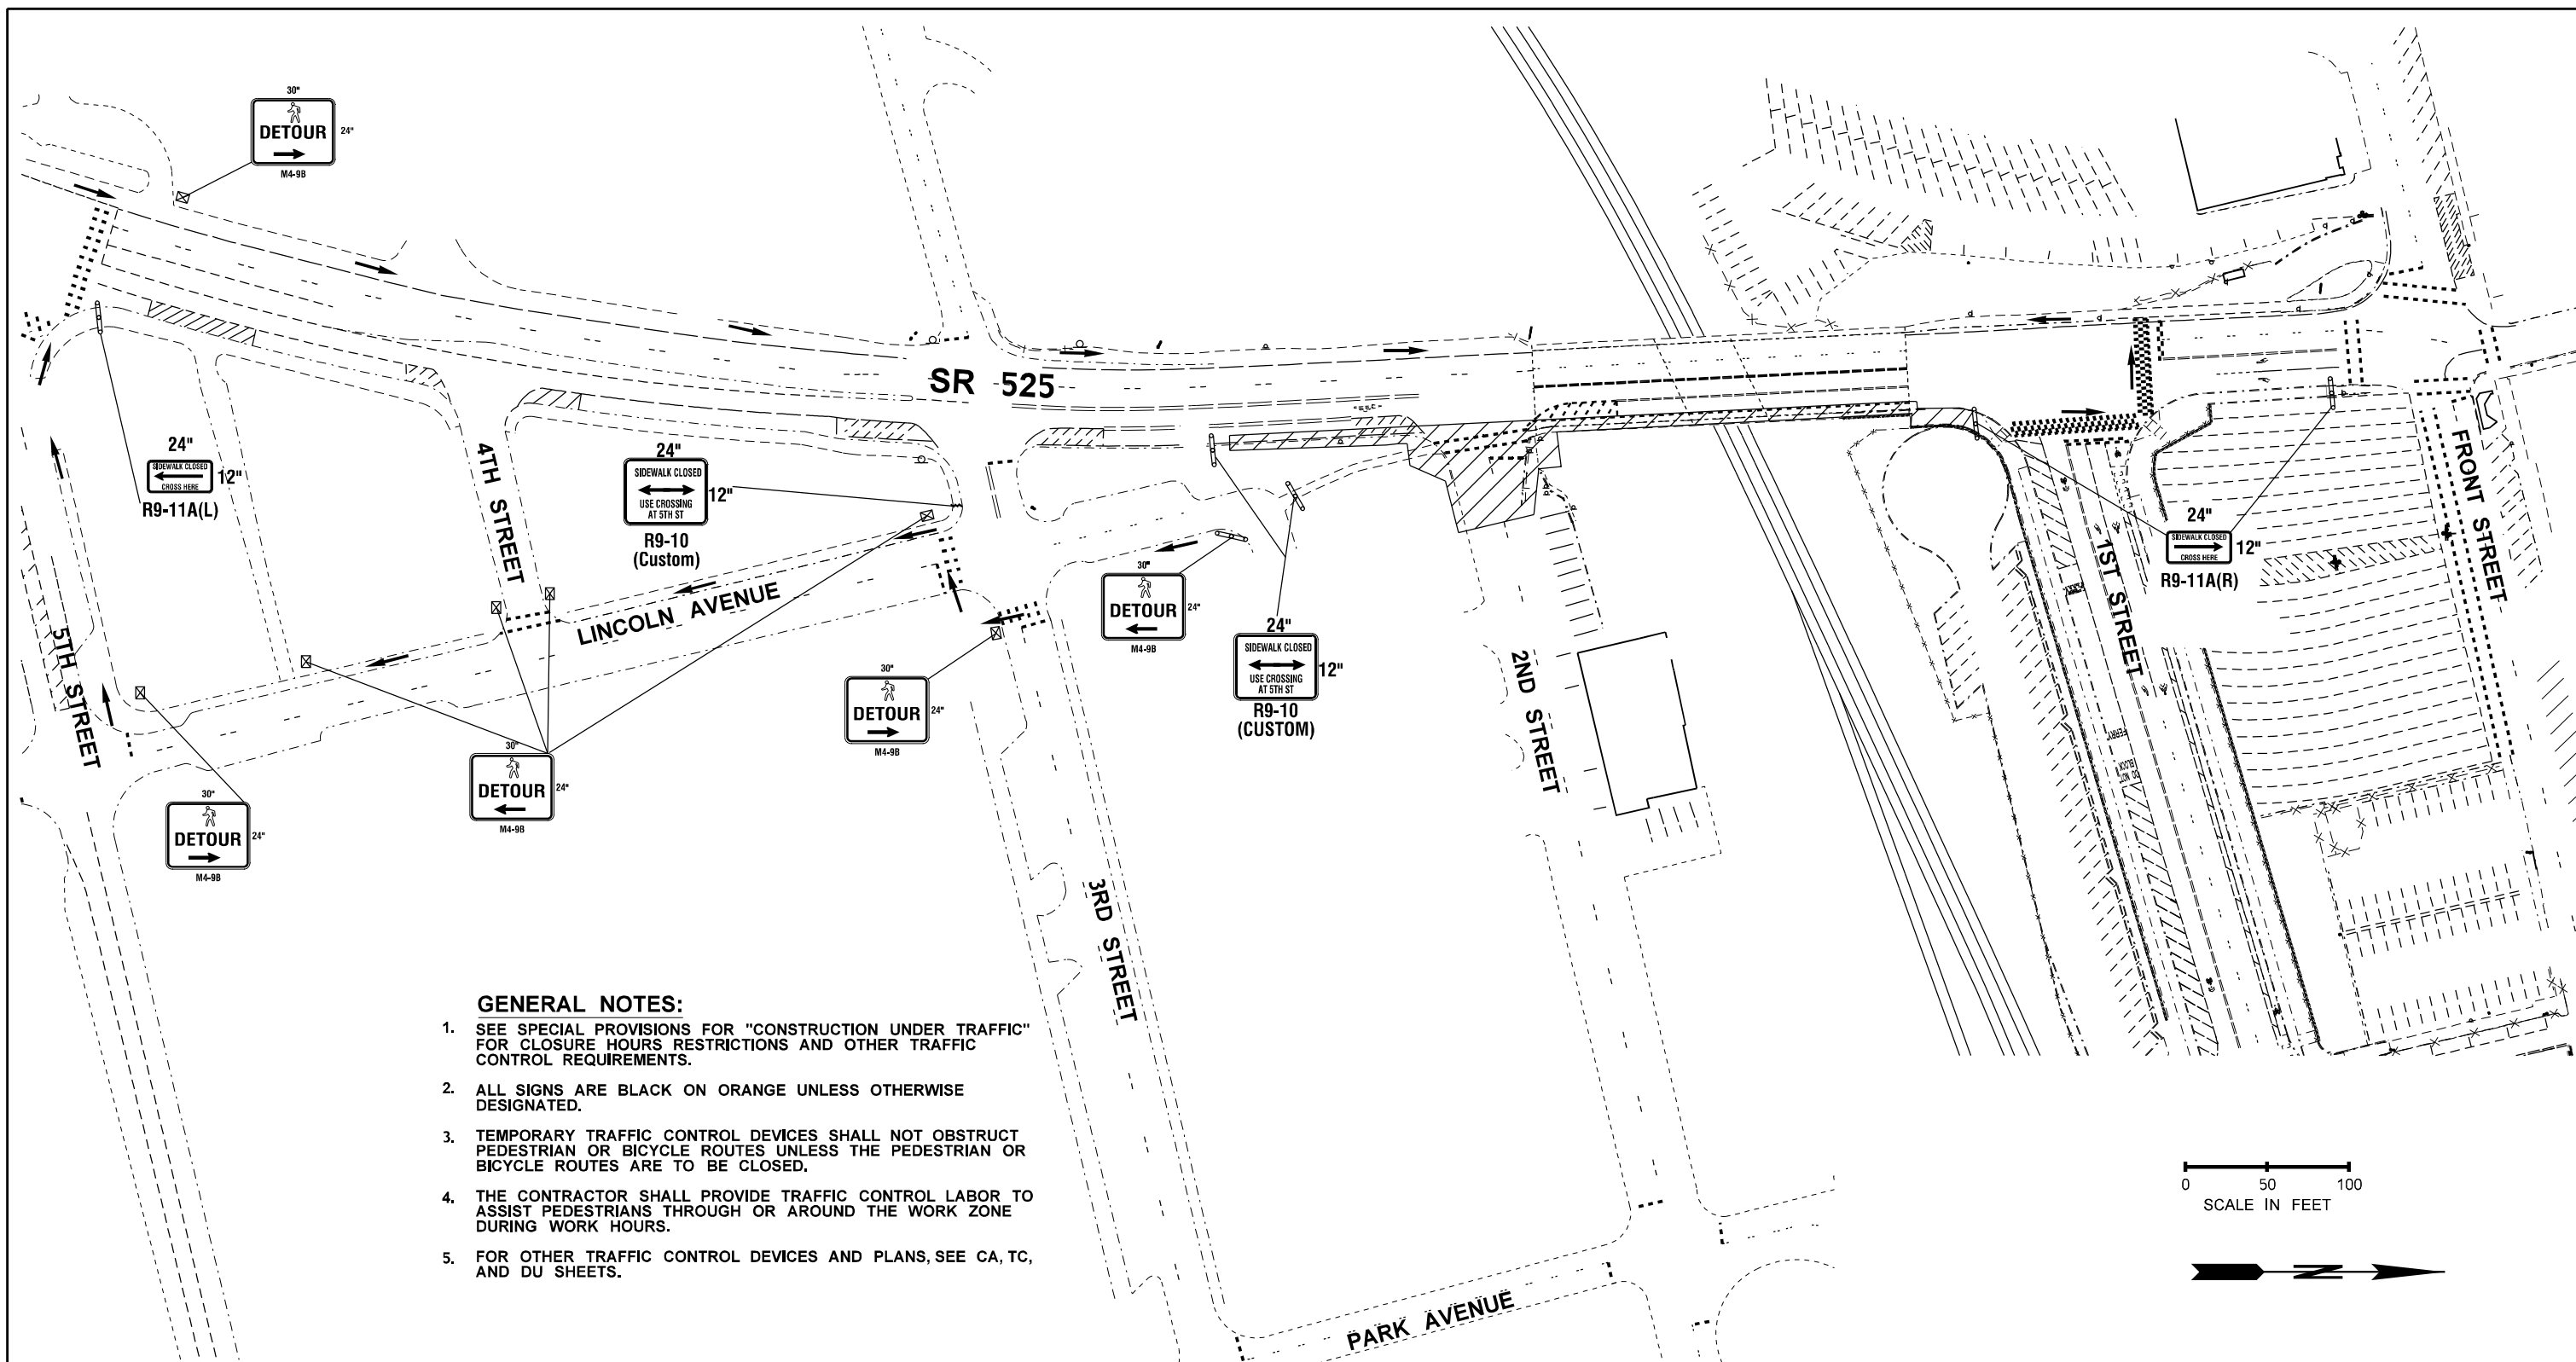 30"
DETOUR
24"
M4-9B
24"
SIDEWALK CLOSED
12"
CROSS HERE
R9-11A(L)
4TH STREET
24"
SIDEWALK CLOSED
12"
USE CROSSING
AT 5TH ST
R9-10
(Custom)
SR 525
LINCOLN AVENUE
5TH STREET
30"
DETOUR
24"
M4-9B
30"
DETOUR
24"
M4-9B
30"
DETOUR
24"
M4-9B
30"
DETOUR
24"
M4-9B
24"
SIDEWALK CLOSED
12"
USE CROSSING
AT 5TH ST
R9-10
(CUSTOM)
2ND STREET
3RD STREET
1ST STREET
FERRY
DO NOT
BLOCK
24"
SIDEWALK CLOSED
12"
CROSS HERE
R9-11A(R)
FRONT STREET
PARK AVENUE
GENERAL NOTES:
1. SEE SPECIAL PROVISIONS FOR "CONSTRUCTION UNDER TRAFFIC"
FOR CLOSURE HOURS RESTRICTIONS AND OTHER TRAFFIC
CONTROL REQUIREMENTS.
2. ALL SIGNS ARE BLACK ON ORANGE UNLESS OTHERWISE
DESIGNATED.
3. TEMPORARY TRAFFIC CONTROL DEVICES SHALL NOT OBSTRUCT
PEDESTRIAN OR BICYCLE ROUTES UNLESS THE PEDESTRIAN OR
BICYCLE ROUTES ARE TO BE CLOSED.
4. THE CONTRACTOR SHALL PROVIDE TRAFFIC CONTROL LABOR TO
ASSIST PEDESTRIANS THROUGH OR AROUND THE WORK ZONE
DURING WORK HOURS.
5. FOR OTHER TRAFFIC CONTROL DEVICES AND PLANS, SEE CA, TC,
AND DU SHEETS.
0 50 100
SCALE IN FEET
N